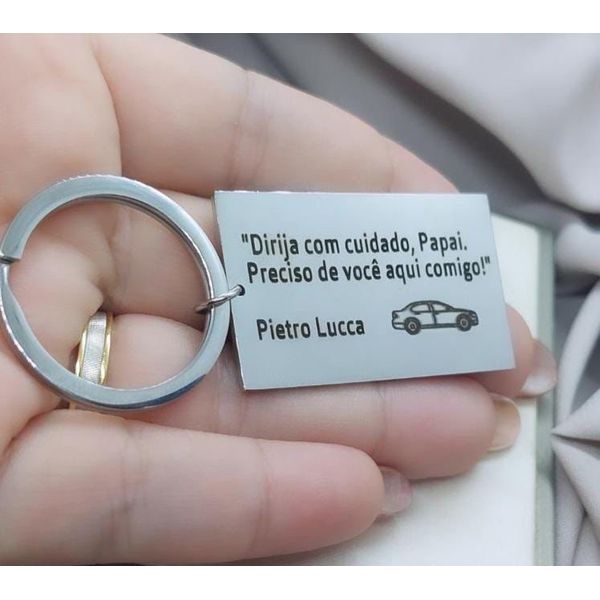 "Dirija com cuidado, Papai.
Preciso de você aqui comigo!"
Pietro Lucca